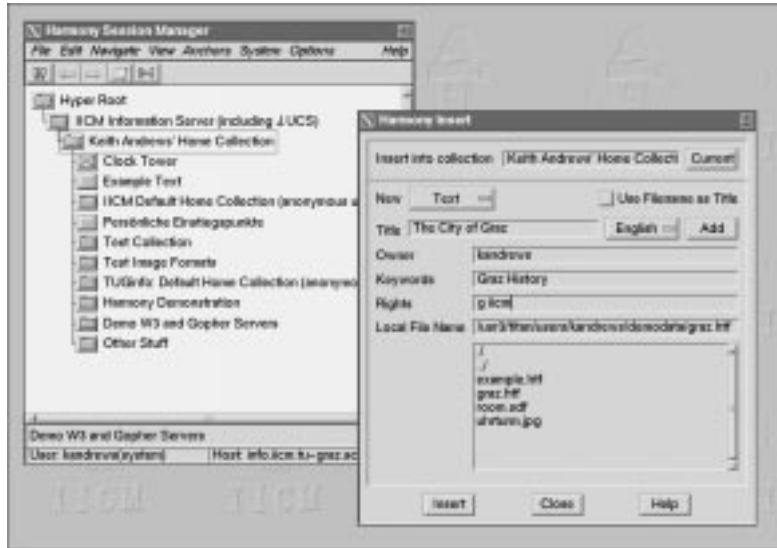 Harmony Session Manager
File Edit Navigate View Anchors System Options Help
Hyper Root
IICM Information Server (including J.UCS)
Keith Andrews' Home Collection
Clock Tower
Example Text
IICM Default Home Collection (anonymous u
Persönliche Einstiegspunkte
Test Collection
Test Image Formats
TUGinfo: Default Home Collection (anonymo
Harmony Demonstration
Demo W3 and Gopher Servers
Other Stuff
Demo W3 and Gopher Servers
User: kandrews(system) Host: info.iicm.tu-graz.ac
Harmony Insert
Insert into collection Keith Andrews' Home Collecti Current
New Text Use Filename as Title
Title The City of Graz English Add
Owner kandrews
Keywords Graz History
Rights g:iicm
Local File Name /usr3/titan/users/kandrews/demodata/graz.htf
./
../
example.htf
graz.htf
room.sdf
uhrturm.jpg
Insert Close Help
IICM IICM